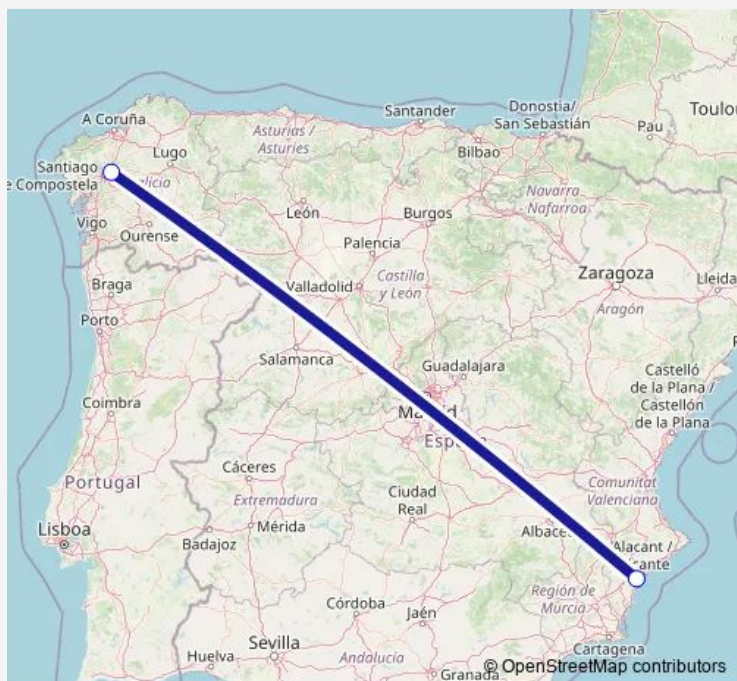 A Coruña
Lugo
Santiago
e Compostela
alicia
Vigo
Ourense
Asturias /
Asturies
Santander
Donostia/
San Sebastián
Bilbao
Pau
Toulou
León
Burgos
Navarra
Nafarroa
Palencia
Castilla
y León
Valladolid
Zaragoza
Lleida
Aragón
Braga
Porto
Salamanca
Guadalajara
Castelló
de la Plana /
Castellón
de la Plana
Madrid
Coimbra
Portugal
Cáceres
Extremadura
Mérida
Ciudad
Real
Comunitat
Valenciana
Lisboa
Badajoz
Albace
Alacant /
cante
Región de
Murcia
Córdoba
Jaén
Cartagena
Huelva
Sevilla
Andalucía
Granada
© OpenStreetMap contributors